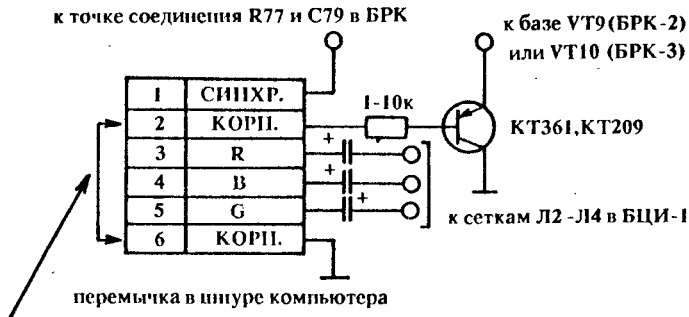 к точке соединения R77 и С79 в БРК
к базе VT9 (БРК-2)
или VT10 (БРК-3)
1 СИНХР.
2 КОРП.
3 R
4 B
5 G
6 КОРП.
1-10к
+
+
+
КТ361,КТ209
к сеткам Л2 -Л4 в БЦИ-1
перемычка в шнуре компьютера